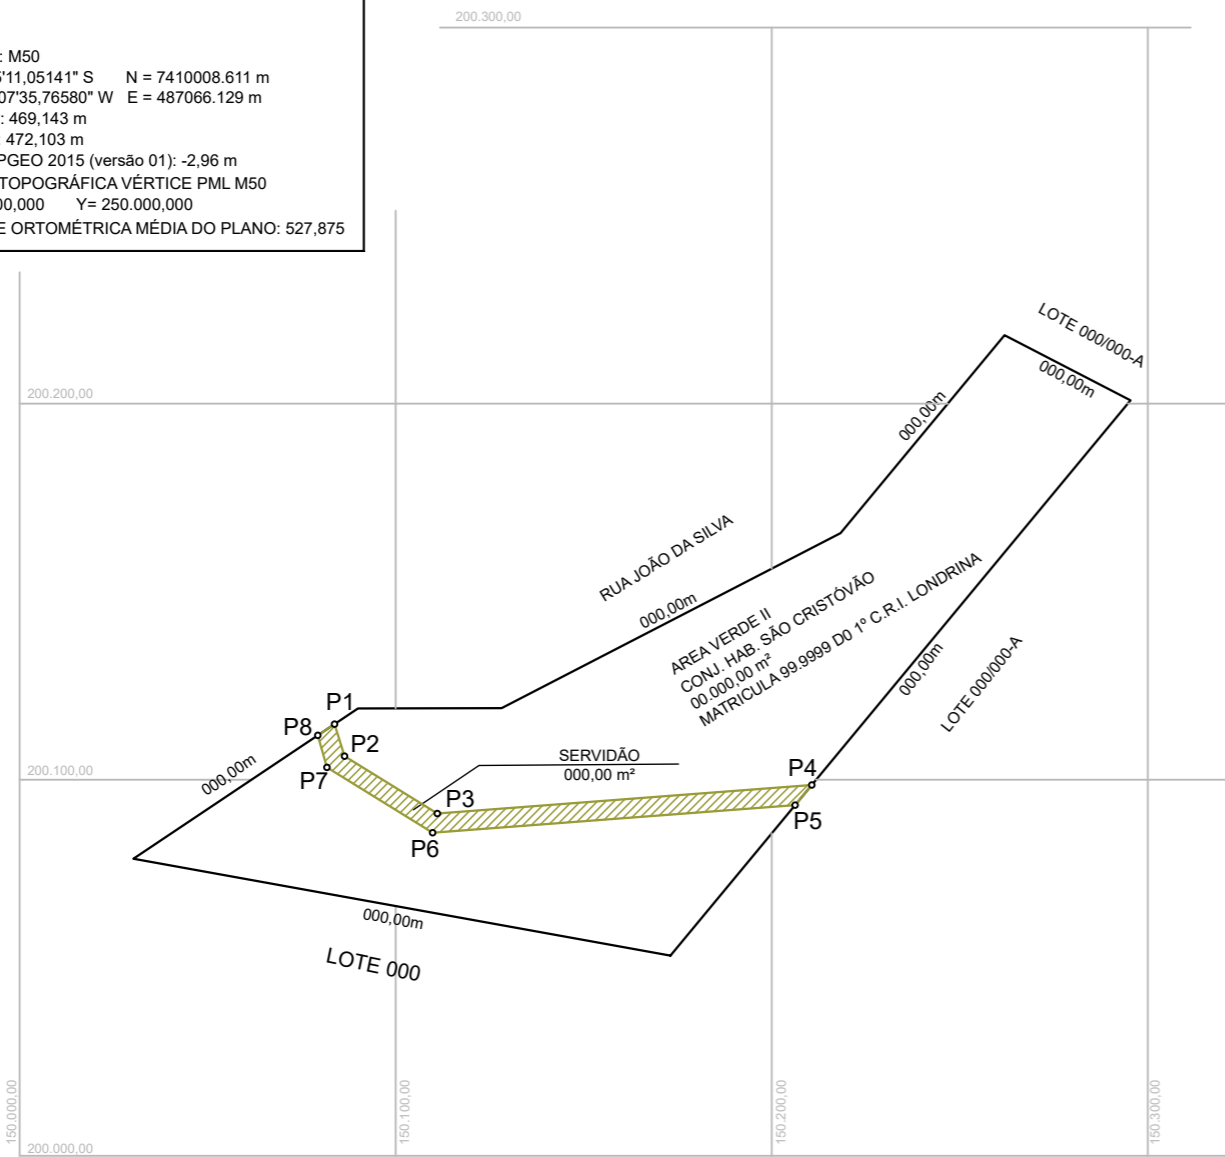 200.300,00
: M50
'11,05141" S N = 7410008.611 m
07'35,76580" W E = 487066.129 m
: 469,143 m
472,103 m
PGEO 2015 (versão 01): -2,96 m
TOPOGRÁFICA VÉRTICE PML M50
00,000 Y= 250.000,000
E ORTOMÉTRICA MÉDIA DO PLANO: 527,875
LOTE 000/000-A
000,00m
200.200,00
000,00m
RUA JOÃO DA SILVA
000,00m
AREA VERDE II
CONJ. HAB. SÃO CRISTÓVÃO
00.000,00 m²
MATRICULA 99.9999 D0 1º C.R.I. LONDRINA
000,00m
LOTE 000/000-A
P1
P8
P2
P7
000,00m
SERVIDÃO
000,00 m²
200.100,00
P4
P3
P5
P6
000,00m
LOTE 000
150.000,00
150.100,00
150.200,00
150.300,00
200.000,00